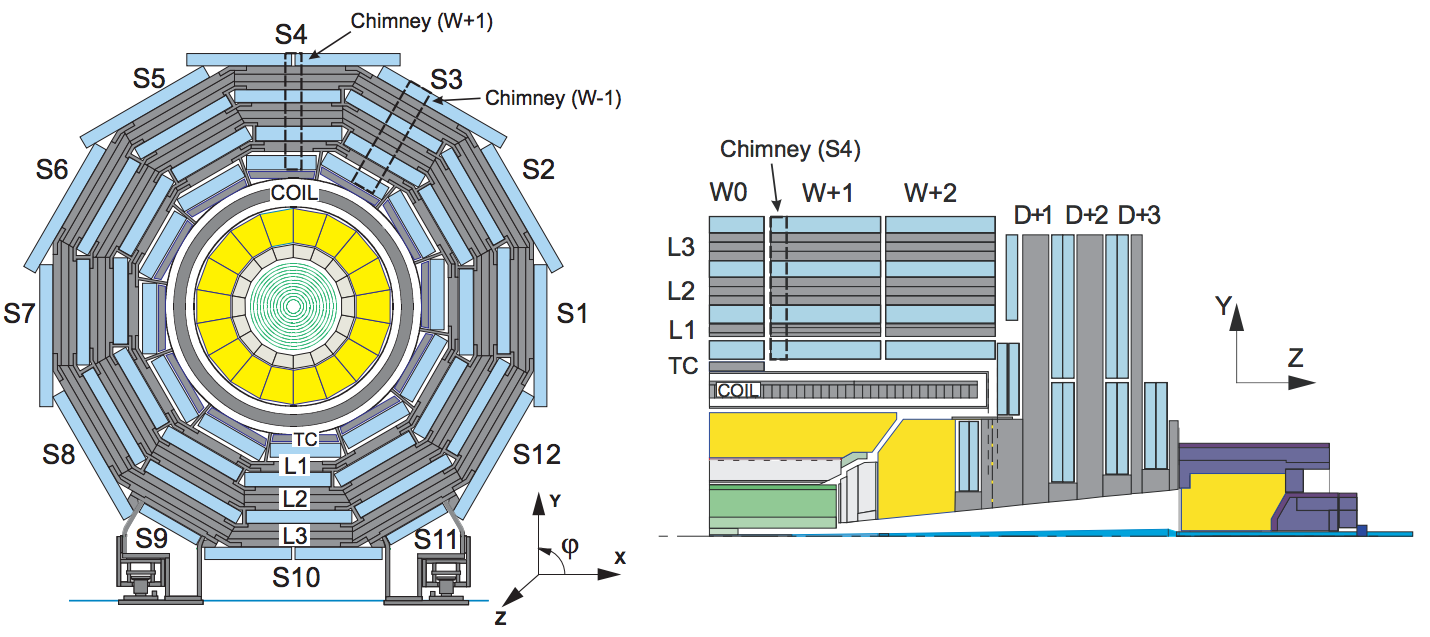 Chimney (W+1)
S4
S5
S3
Chimney (W-1)
S6
S2
COIL
S7
S1
TC
L1
S8
S12
L2
L3
S9
S11
S10
Y
φ
X
Z
Chimney (S4)
W0
W+1
W+2
D+1 D+2 D+3
L3
L2
L1
TC
COIL
Y
Z